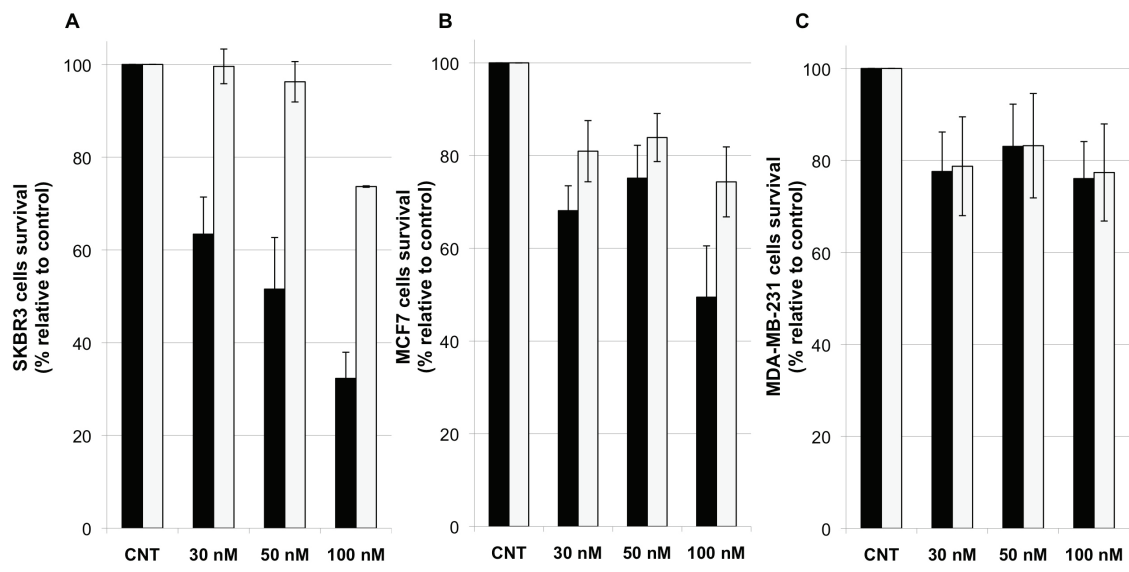 A
SKBR3 cells survival
(% relative to control)
100
80
60
40
20
0
CNT 30 nM 50 nM 100 nM
B
MCF7 cells survival
(% relative to control)
100
80
60
40
20
0
CNT 30 nM 50 nM 100 nM
C
MDA-MB-231 cells survival
(% relative to control)
100
80
60
40
20
0
CNT 30 nM 50 nM 100 nM